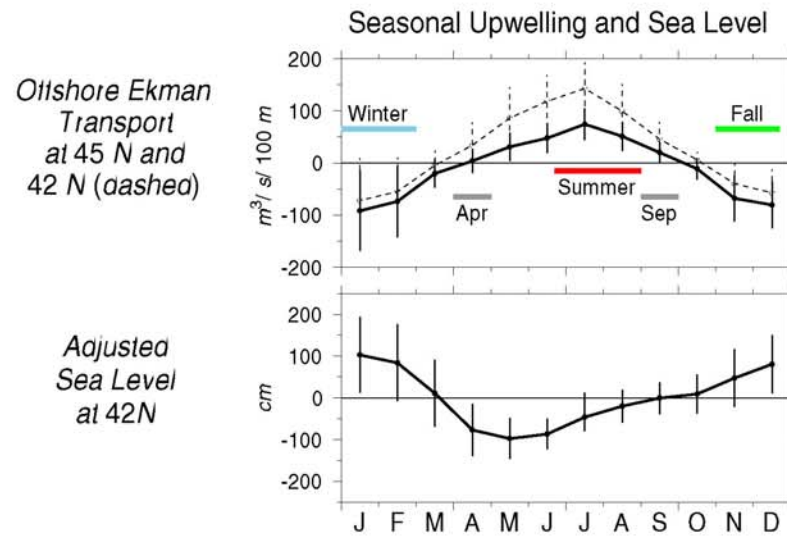 Seasonal Upwelling and Sea Level
Offshore Ekman
Transport
at 45 N and
42 N (dashed)
m³/ s/ 100 m
200
100
0
-100
-200
Winter
Fall
Summer
Apr
Sep
Adjusted
Sea Level
at 42N
cm
200
100
0
-100
-200
J F M A M J J A S O N D